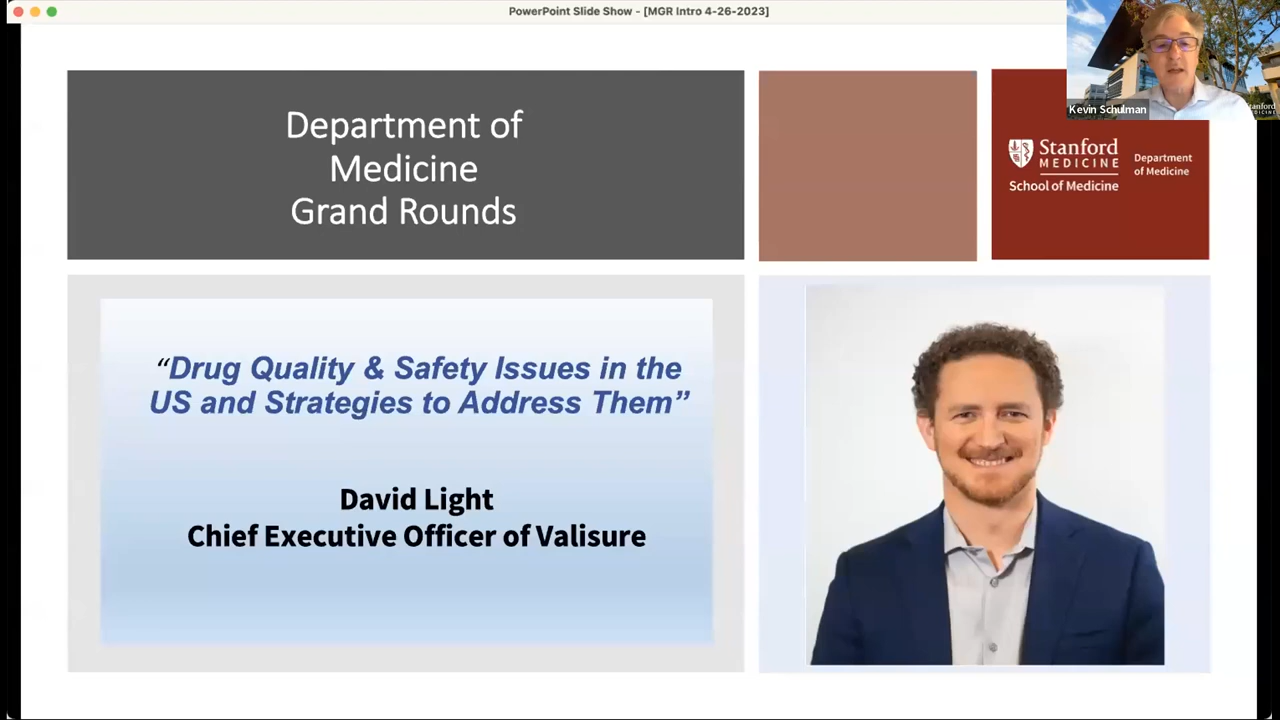 PowerPoint Slide Show - [MGR Intro 4-26-2023]
Kevin Schulman
Stanford
MEDICINE
Department of
Medicine
Grand Rounds
Stanford
MEDICINE
School of Medicine
Department
of Medicine
“Drug Quality & Safety Issues in the
US and Strategies to Address Them”
David Light
Chief Executive Officer of Valisure